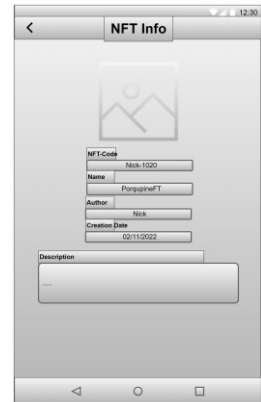 12:30
NFT Info
NFT-Code
Nick-1020
Name
PorqupineFT
Author
Nick
Creation Date
02/11/2022
Description
....